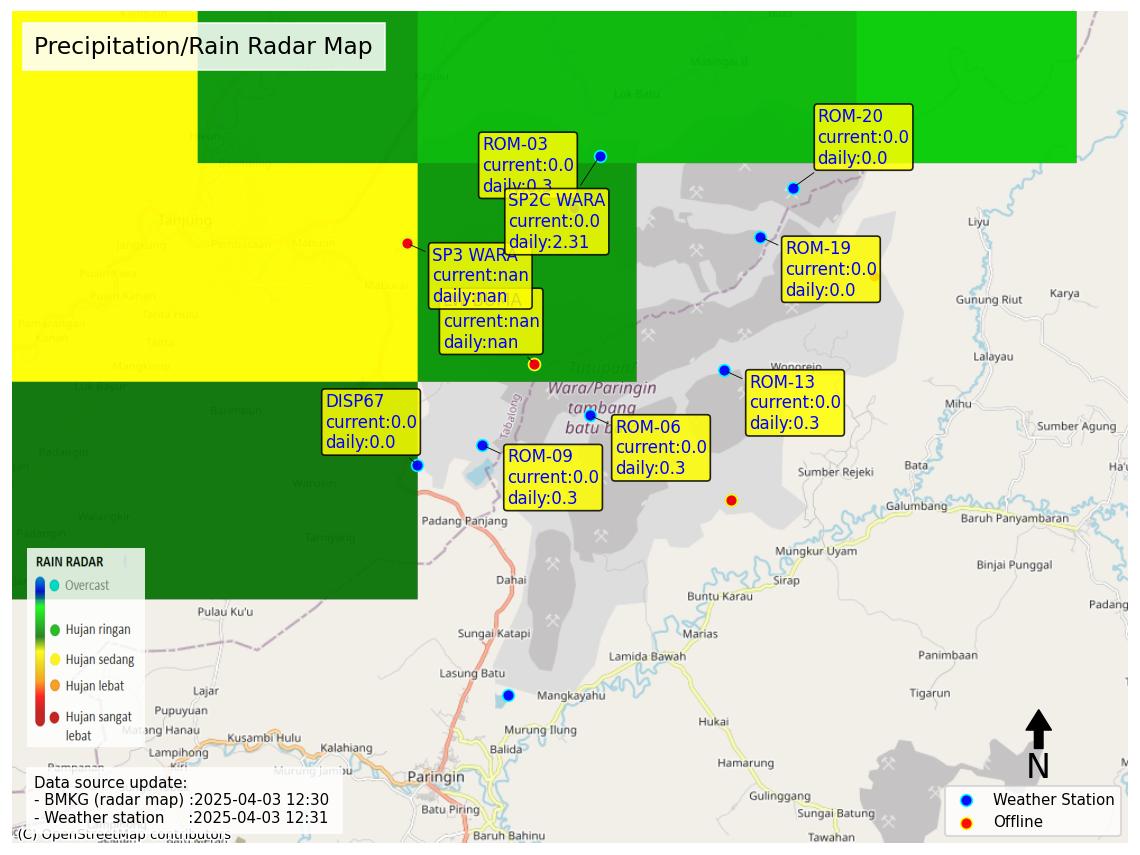 Precipitation/Rain Radar Map
ROM-20
current:0.0
daily:0.0
ROM-03
current:0.0
daily:0.3
SP2C WARA
current:0.0
daily:2.31
ROM-19
current:0.0
daily:0.0
SP3 WARA
current:nan
daily:nan
current:nan
daily:nan
ROM-13
current:0.0
daily:0.3
DISP67
current:0.0
daily:0.0
ROM-06
current:0.0
daily:0.3
ROM-09
current:0.0
daily:0.3
Tutupan/
Wara/Paringin
tambang
batu
Tabalong
Tanjung
Mabuun
Lok Batu
Liyu
Gunung Riut
Karya
Lalayau
Wonorejo
Mihu
Sumber Agung
Sumber Rejeki
Bata
Galumbang
Baruh Panyambaran
Padang Panjang
Mungkur Uyam
Binjai Punggal
Dahai
Sirap
Buntu Karau
Padang
Pulau Ku'u
Sungai Katapi
Marias
Lamida Bawah
Panimbaan
Lasung Batu
Lajar
Mangkayahu
Tigarun
Pupuyuan
Matang Hanau
Hukai
Murung Ilung
Kusambi Hulu
Kalahiang
Lampihong
Balida
Hamarung
Murung Jambu
Paringin
Gulinggang
Batu Piring
Sungai Batung
Baruh Bahinu
Tawahan
RAIN RADAR
Overcast
Hujan ringan
Hujan sedang
Hujan lebat
Hujan sangat
lebat
Data source update:
- BMKG (radar map) :2025-04-03 12:30
- Weather station :2025-04-03 12:31
(C) OpenStreetMap contributors
N
Weather Station
Offline